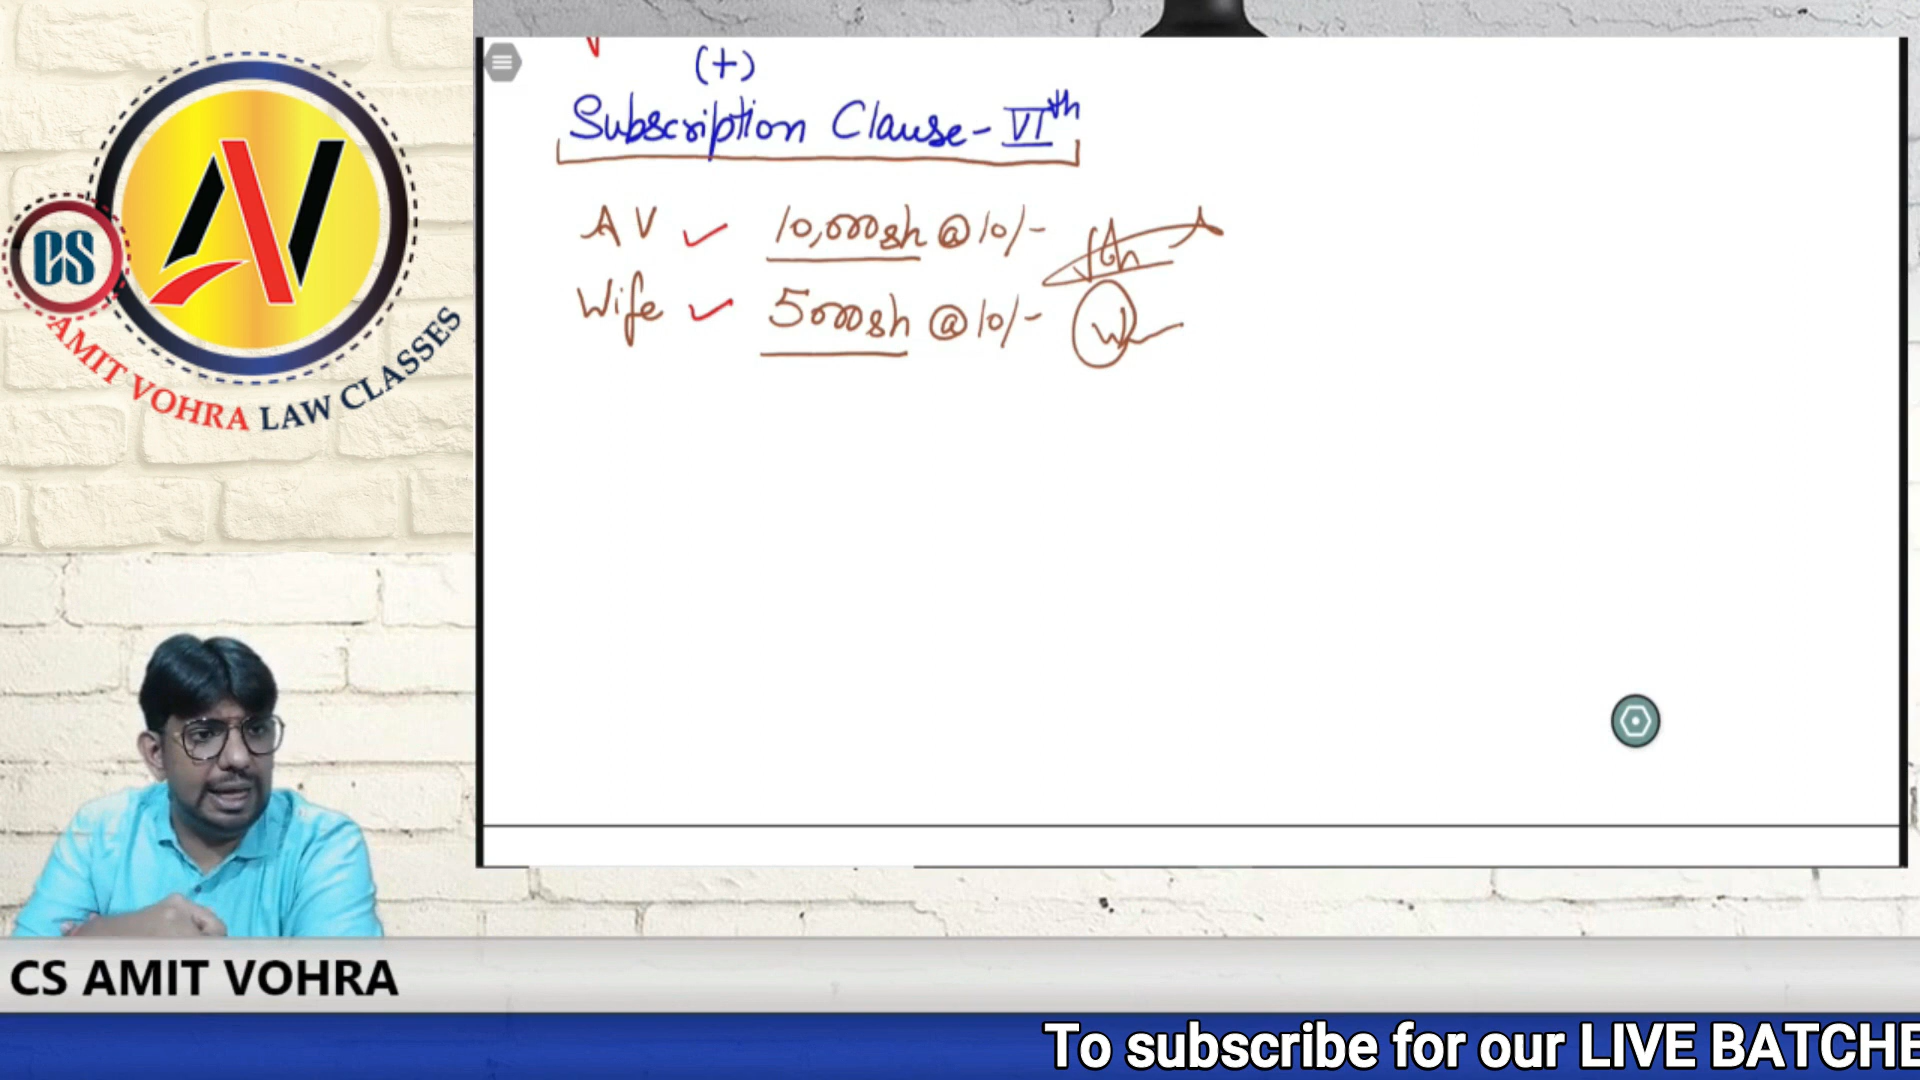 (+)
Subscription Clause - VIth
AV ✓ 10,000sh @ 10/-
Wife ✓ 5000sh @ 10/-
CS
AMIT VOHRA LAW CLASSES
CS AMIT VOHRA
To subscribe for our LIVE BATCHE